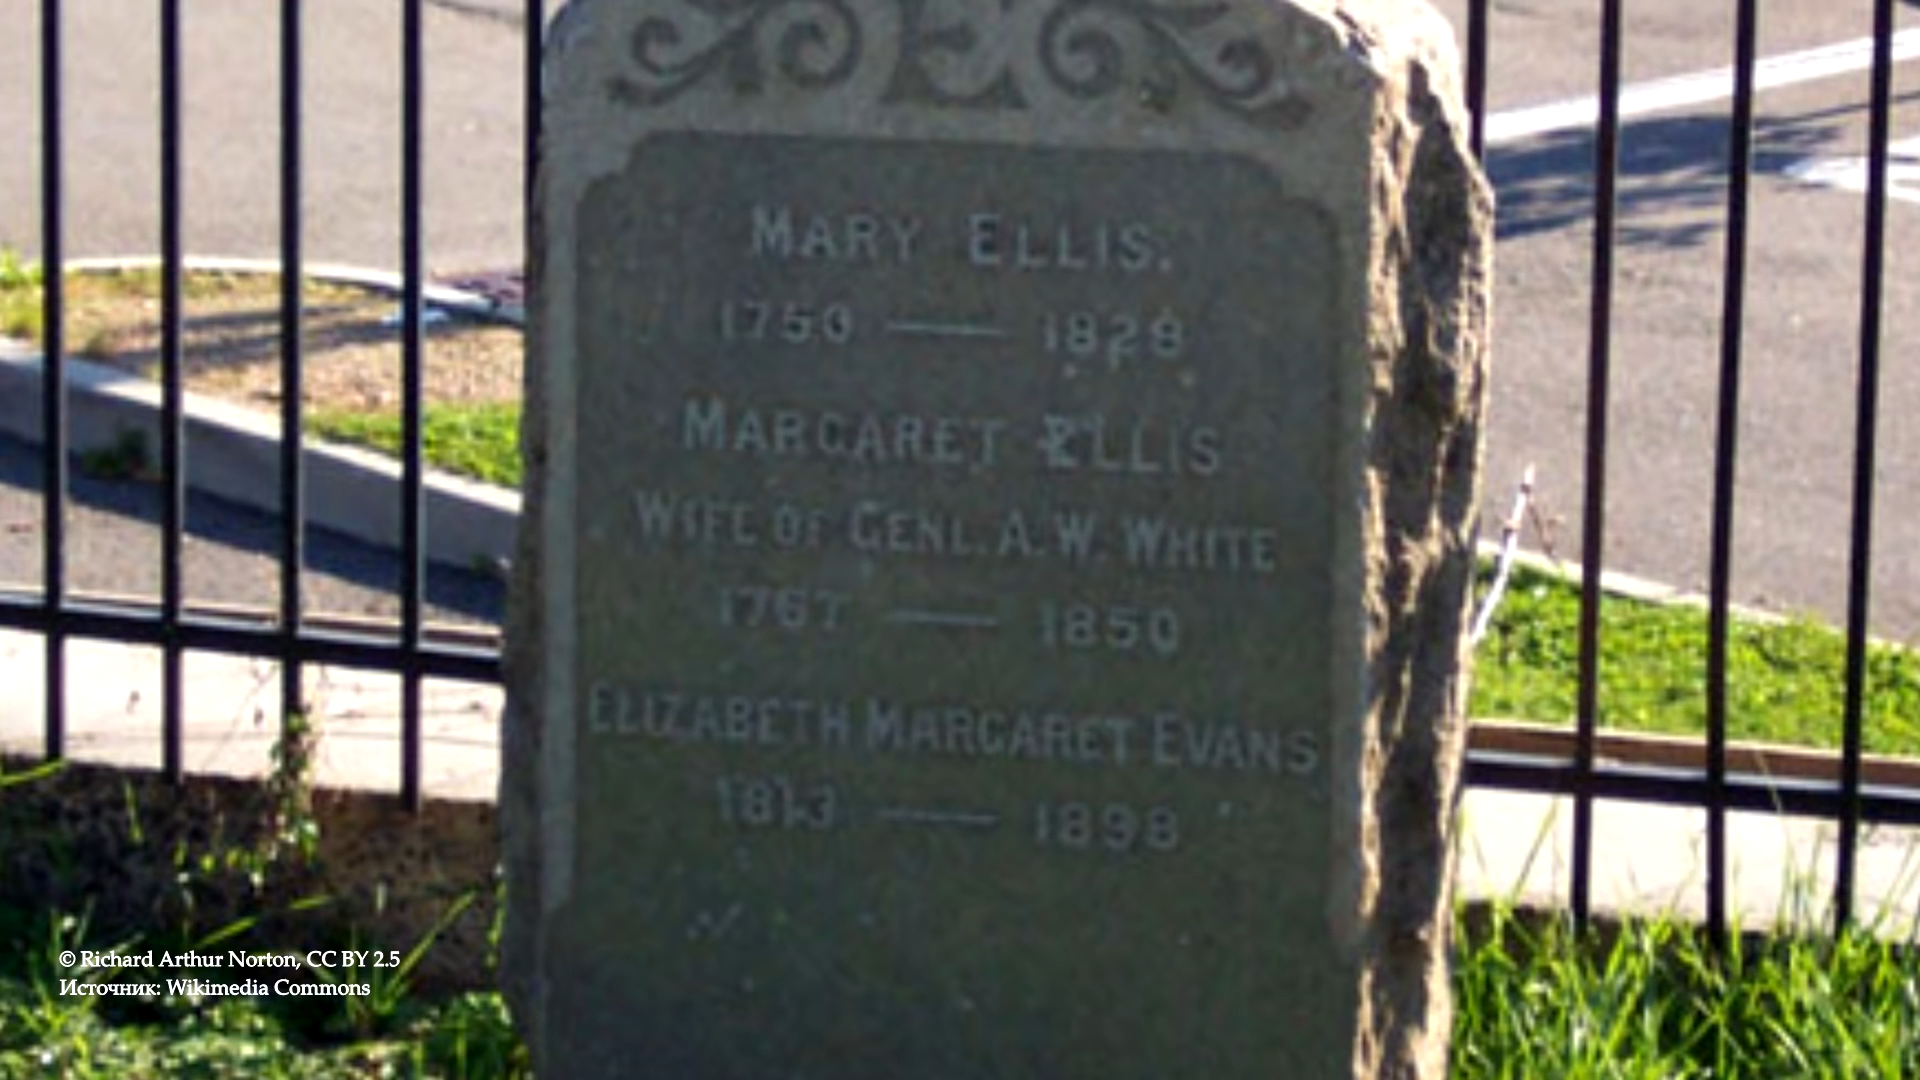 MARY ELLIS.
1750 — 1828
MARGARET ELLIS
WIFE OF GENL. A. W. WHITE
1767 — 1850
ELIZABETH MARGARET EVANS
1813 — 1898
© Richard Arthur Norton, CC BY 2.5
Источник: Wikimedia Commons